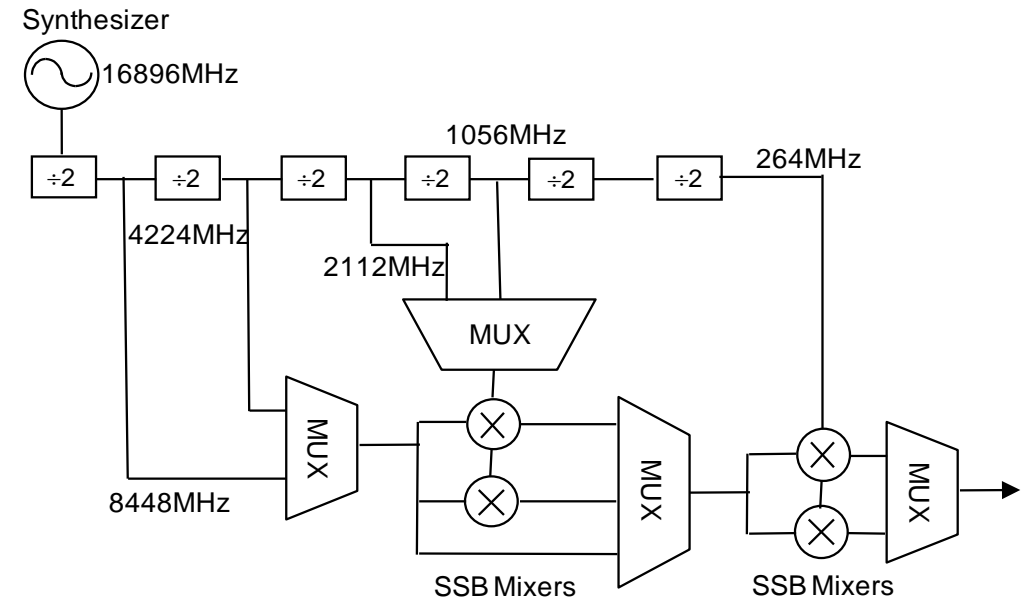 Synthesizer
16896MHz
1056MHz
264MHz
÷2
÷2
÷2
÷2
÷2
÷2
4224MHz
2112MHz
MUX
MUX
MUX
MUX
8448MHz
SSB Mixers
SSB Mixers